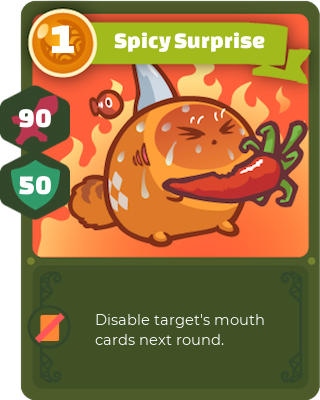 1
Spicy Surprise
90
50
Disable target's mouth
cards next round.